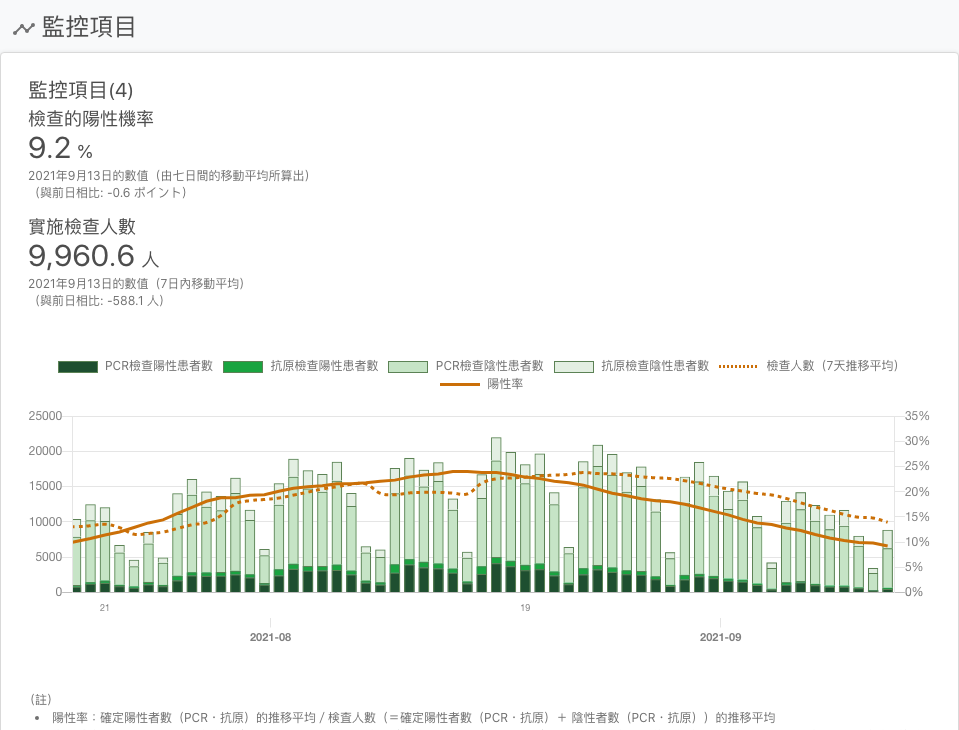 監控項目
監控項目(4)
檢查的陽性機率
9.2 %
2021年9月13日的數值（由七日間的移動平均所算出）
（與前日相比: -0.6 ポイント）
實施檢查人數
9,960.6 人
2021年9月13日的數值（7日內移動平均）
（與前日相比: -588.1 人）
PCR檢查陽性患者數 抗原檢查陽性患者數 PCR檢查陰性患者數 抗原檢查陰性患者數 檢查人數（7天推移平均）
陽性率
25000 35%
30%
20000
25%
15000 20%
15%
10000
10%
5000
5%
0 0%
21 19
2021-08 2021-09
（註）
• 陽性率：確定陽性者數（PCR・抗原）的推移平均 / 檢查人數（＝確定陽性者數（PCR・抗原）＋ 陰性者數（PCR・抗原））的推移平均